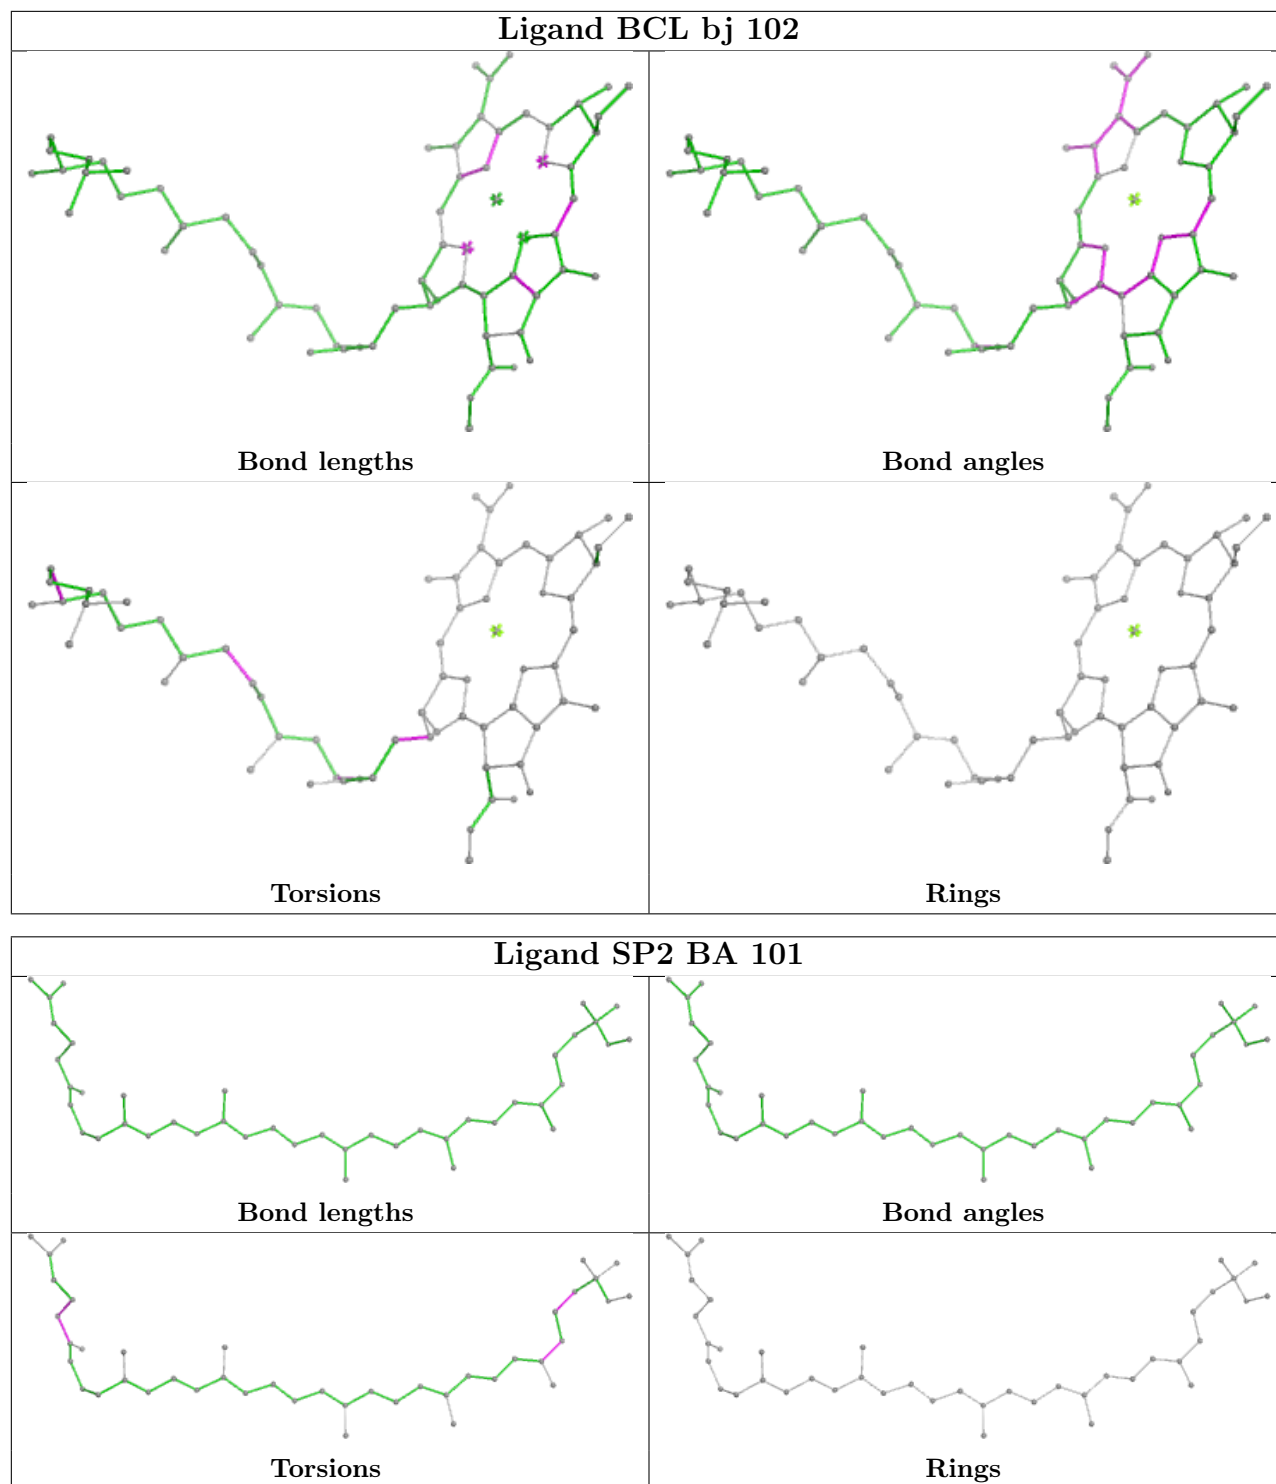 Ligand BCL bj 102
Bond lengths
Bond angles
Torsions
Rings
Ligand SP2 BA 101
Bond lengths
Bond angles
Torsions
Rings